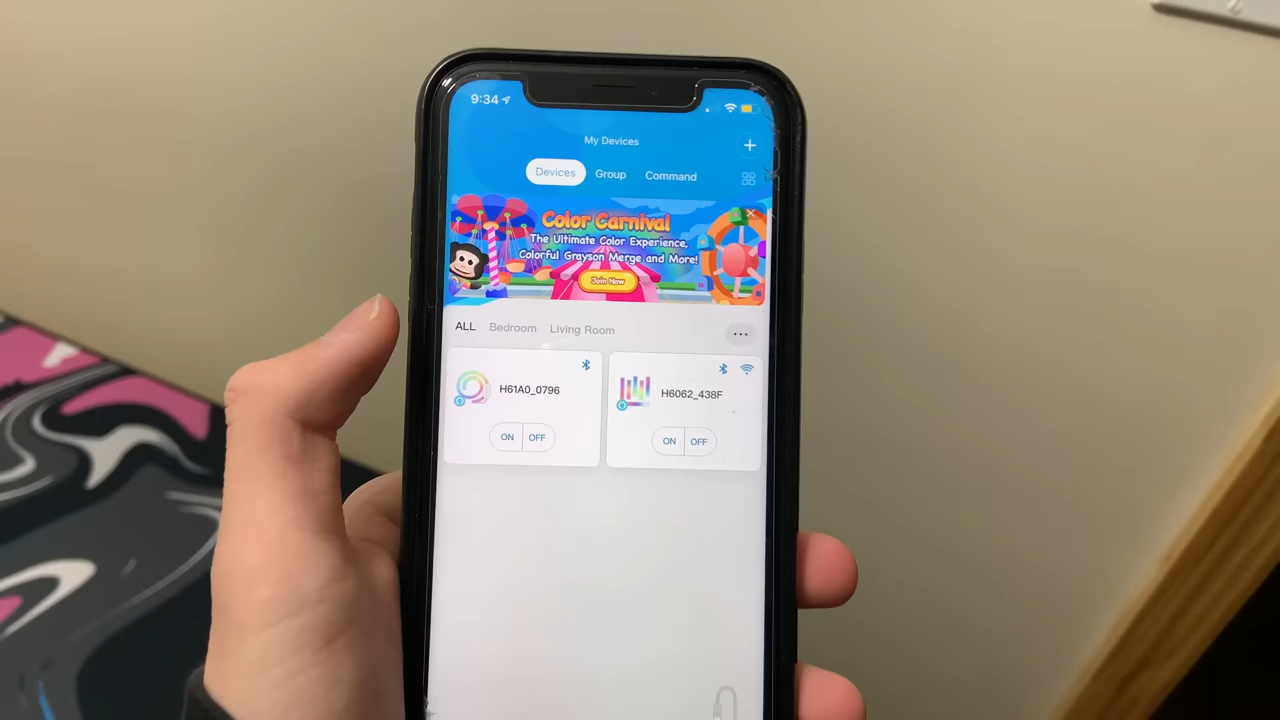 9:34
My Devices
Devices Group Command
Color Carnival
The Ultimate Color Experience,
Colorful Grayson Merge and More!
Join Now
ALL Bedroom Living Room
H61A0_0796
ON OFF
H6062_438F
ON OFF